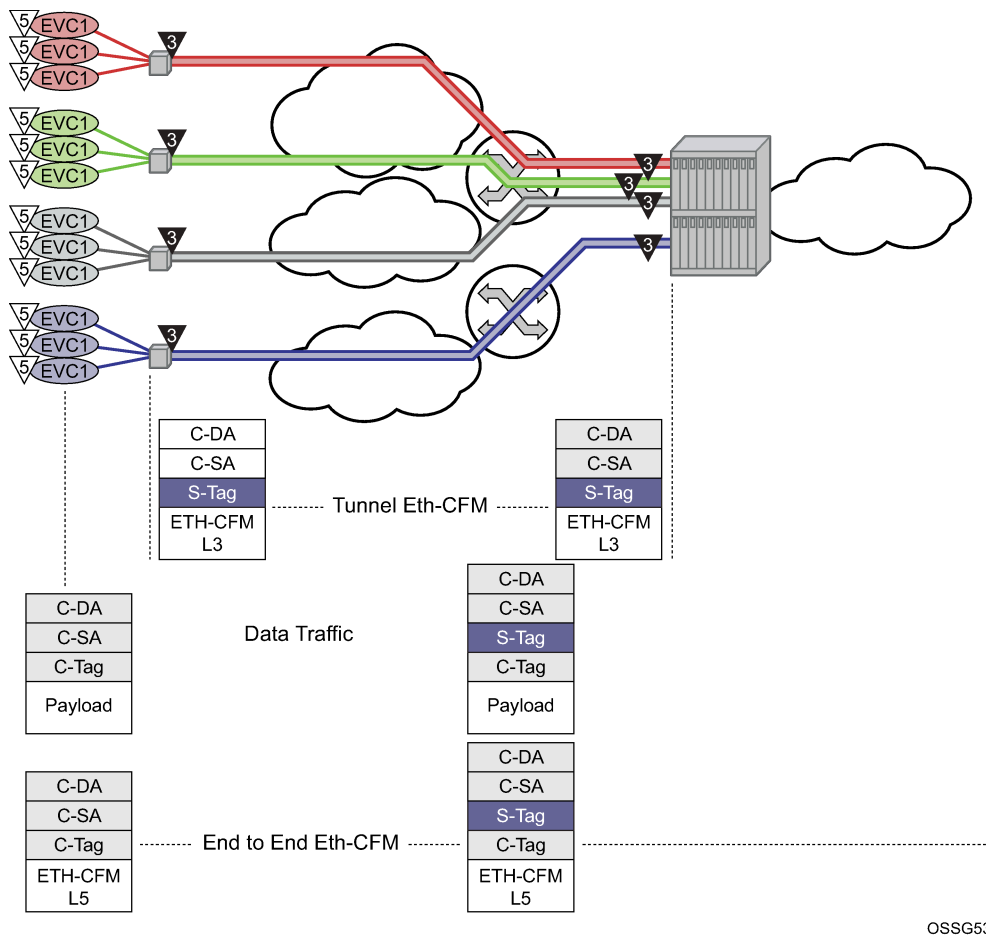 5 EVC1
5 EVC1
5 EVC1
3
5 EVC1
5 EVC1
5 EVC1
3
3
3
3
5 EVC1
5 EVC1
5 EVC1
3
3
5 EVC1
5 EVC1
5 EVC1
3
C-DA
C-SA
S-Tag
ETH-CFM
L3
Tunnel Eth-CFM
C-DA
C-SA
S-Tag
ETH-CFM
L3
C-DA
C-SA
C-Tag
Payload
Data Traffic
C-DA
C-SA
S-Tag
C-Tag
Payload
C-DA
C-SA
C-Tag
ETH-CFM
L5
End to End Eth-CFM
C-DA
C-SA
S-Tag
C-Tag
ETH-CFM
L5
OSSG53